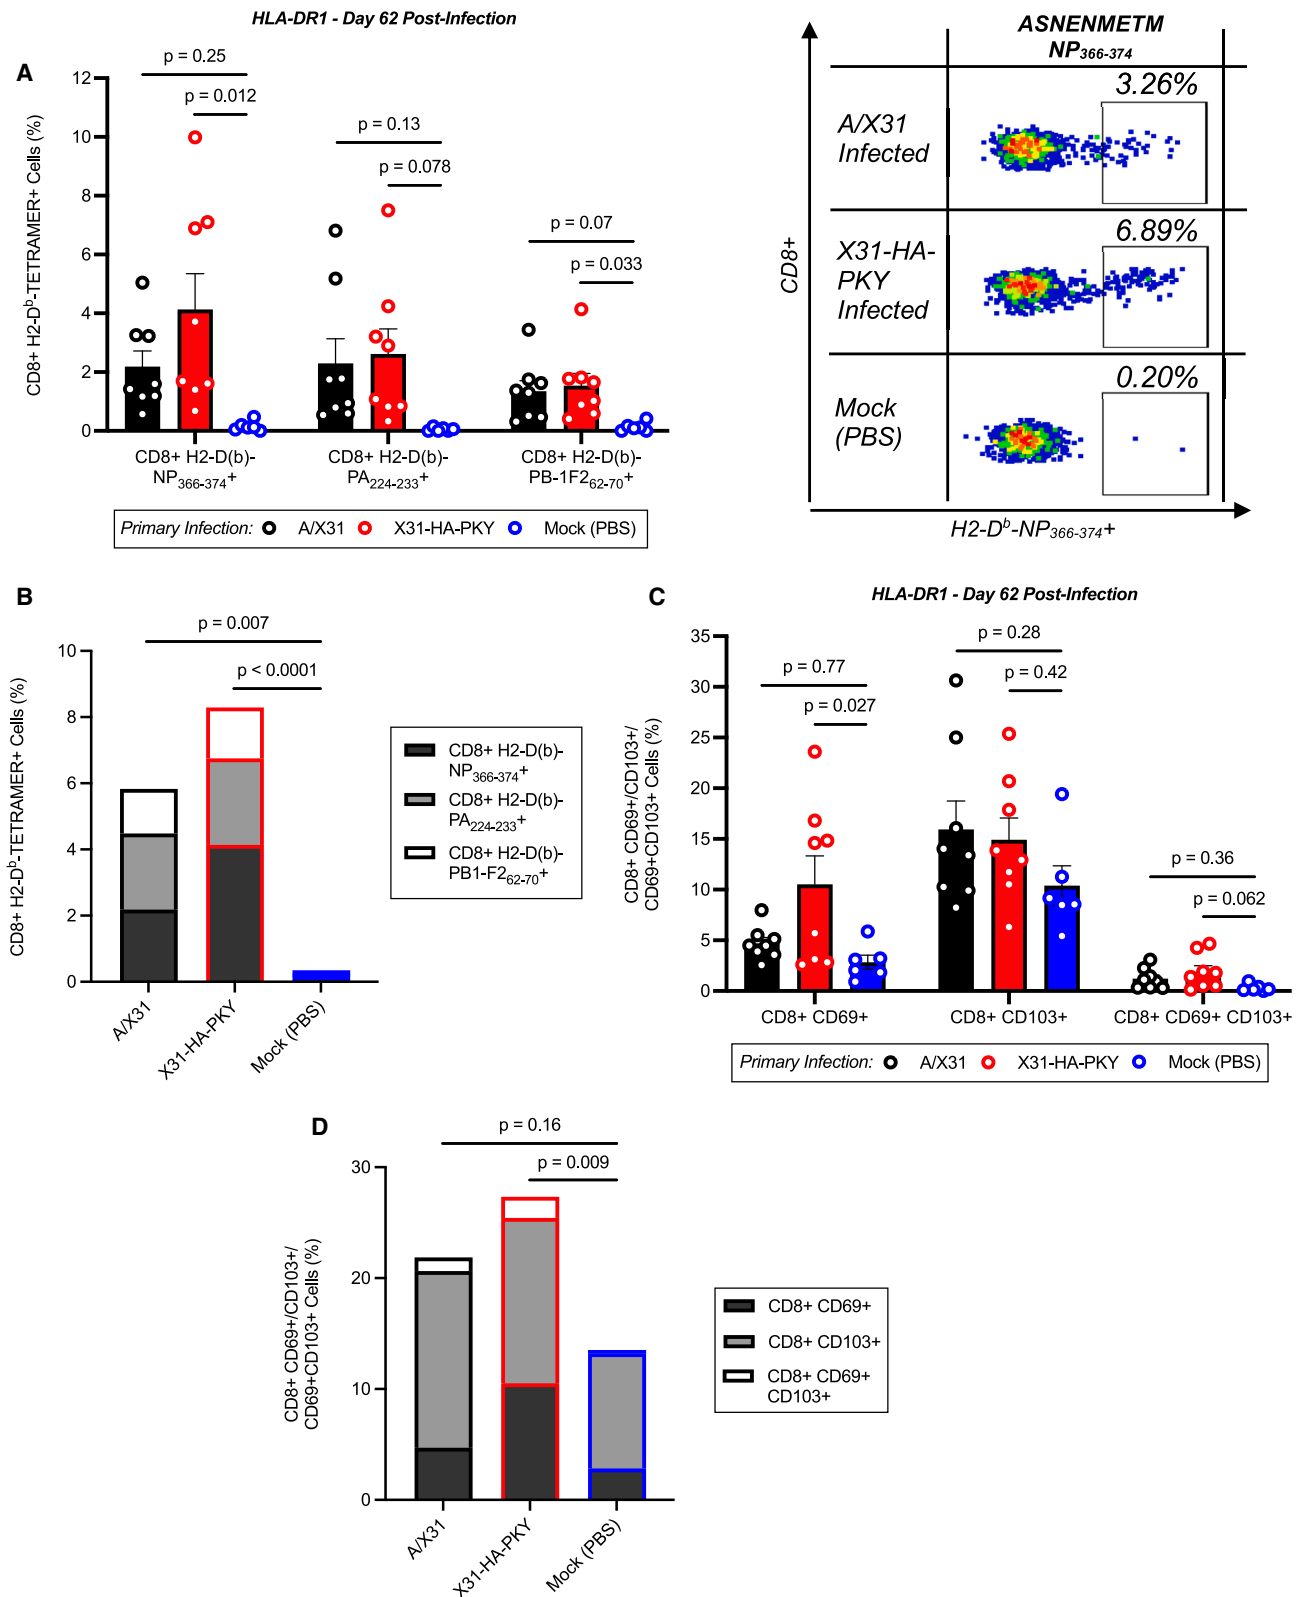 HLA-DR1 - Day 62 Post-Infection
A
p = 0.25
p = 0.012
p = 0.13
p = 0.078
p = 0.07
p = 0.033
CD8+ H2-Dᵇ-TETRAMER+ Cells (%)
12
10
8
6
4
2
0
CD8+ H2-D(b)-
NP₃₆₆₋₃₇₄+
CD8+ H2-D(b)-
PA₂₂₄₋₂₃₃+
CD8+ H2-D(b)-
PB-1F2₆₂₋₇₀+
Primary Infection: A/X31 X31-HA-PKY Mock (PBS)
ASNENMETM
NP₃₆₆₋₃₇₄
CD8+
A/X31
Infected
3.26%
X31-HA-
PKY
Infected
6.89%
Mock
(PBS)
0.20%
H2-Dᵇ-NP₃₆₆₋₃₇₄+
B
p = 0.007
p < 0.0001
CD8+ H2-Dᵇ-TETRAMER+ Cells (%)
10
8
6
4
2
0
A/X31
X31-HA-PKY
Mock (PBS)
CD8+ H2-D(b)-
NP₃₆₆₋₃₇₄+
CD8+ H2-D(b)-
PA₂₂₄₋₂₃₃+
CD8+ H2-D(b)-
PB1-F2₆₂₋₇₀+
C
HLA-DR1 - Day 62 Post-Infection
p = 0.77
p = 0.027
p = 0.28
p = 0.42
p = 0.36
p = 0.062
CD8+ CD69+/CD103+/
CD69+CD103+ Cells (%)
35
30
25
20
15
10
5
0
CD8+ CD69+
CD8+ CD103+
CD8+ CD69+ CD103+
Primary Infection: A/X31 X31-HA-PKY Mock (PBS)
D
p = 0.16
p = 0.009
CD8+ CD69+/CD103+/
CD69+CD103+ Cells (%)
30
20
10
0
A/X31
X31-HA-PKY
Mock (PBS)
CD8+ CD69+
CD8+ CD103+
CD8+ CD69+
CD103+